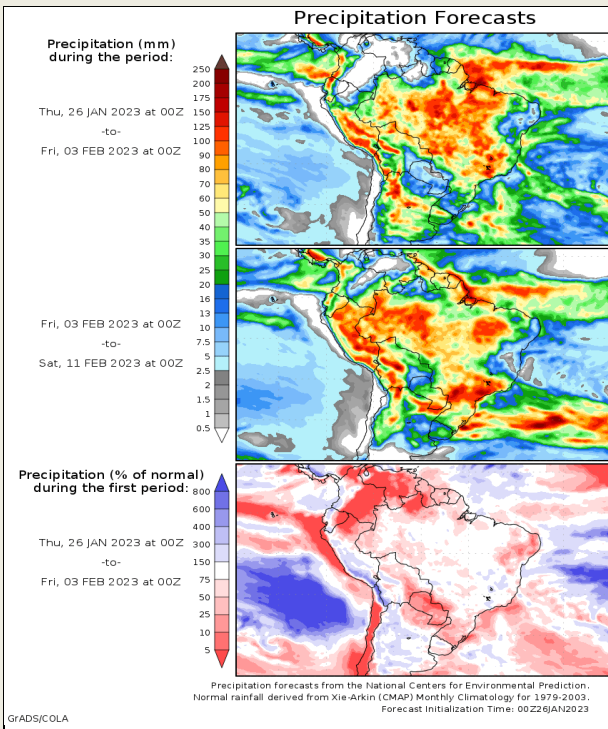 Precipitation Forecasts
Precipitation (mm)
during the period:
Thu, 26 JAN 2023 at 00Z
-to-
Fri, 03 FEB 2023 at 00Z
250
200
175
150
125
100
90
80
70
60
50
40
35
30
25
20
16
13
10
7.5
5
2.5
2
1.5
1
0.5
Fri, 03 FEB 2023 at 00Z
-to-
Sat, 11 FEB 2023 at 00Z
Precipitation (% of normal)
during the first period:
Thu, 26 JAN 2023 at 00Z
-to-
Fri, 03 FEB 2023 at 00Z
800
600
400
300
150
75
50
25
10
5
Precipitation forecasts from the National Centers for Environmental Prediction.
Normal rainfall derived from Xie-Arkin (CMAP) Monthly Climatology for 1979-2003.
Forecast Initialization Time: 00Z26JAN2023
GrADS/COLA